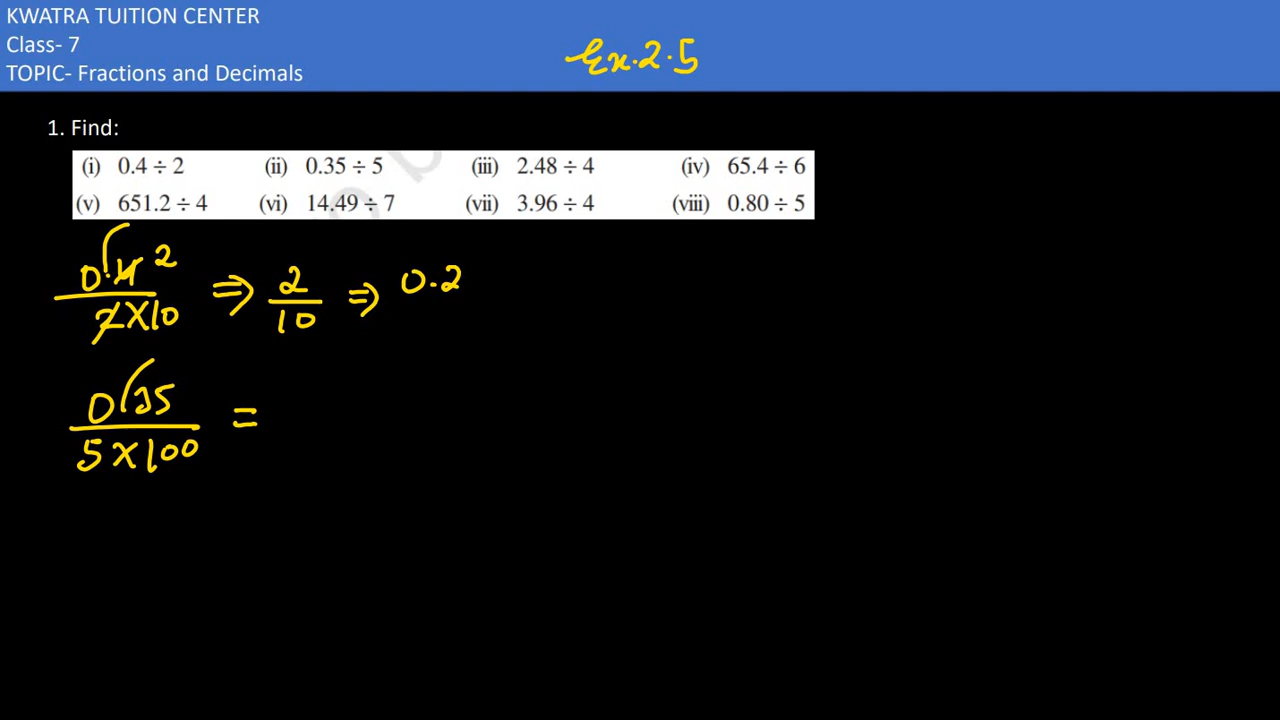 KWATRA TUITION CENTER
Class- 7
TOPIC- Fractions and Decimals
Ex.2.5
1. Find:
(i) 0.4 ÷ 2 (ii) 0.35 ÷ 5 (iii) 2.48 ÷ 4 (iv) 65.4 ÷ 6
(v) 651.2 ÷ 4 (vi) 14.49 ÷ 7 (vii) 3.96 ÷ 4 (viii) 0.80 ÷ 5
0.4 2
2×10 ⇒ 2/10 ⇒ 0.2
0 35
5×100 =